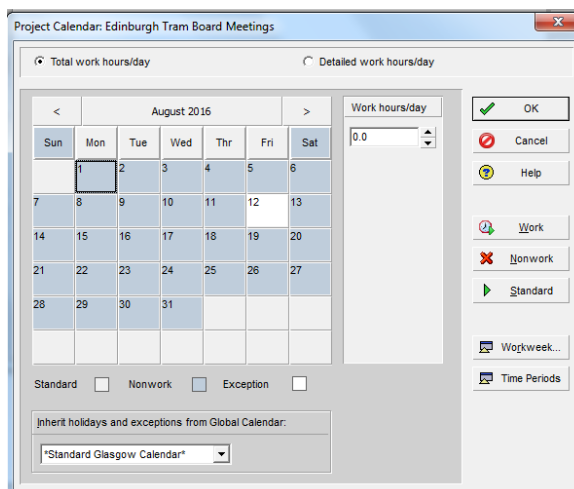 Project Calendar: Edinburgh Tram Board Meetings
Total work hours/day Detailed work hours/day
< August 2016 > Work hours/day
Sun Mon Tue Wed Thr Fri Sat
0.0
1 2 3 4 5 6
7 8 9 10 11 12 13
14 15 16 17 18 19 20
21 22 23 24 25 26 27
28 29 30 31
Standard Nonwork Exception
Inherit holidays and exceptions from Global Calendar:
*Standard Glasgow Calendar*
OK
Cancel
Help
Work
Nonwork
Standard
Workweek...
Time Periods